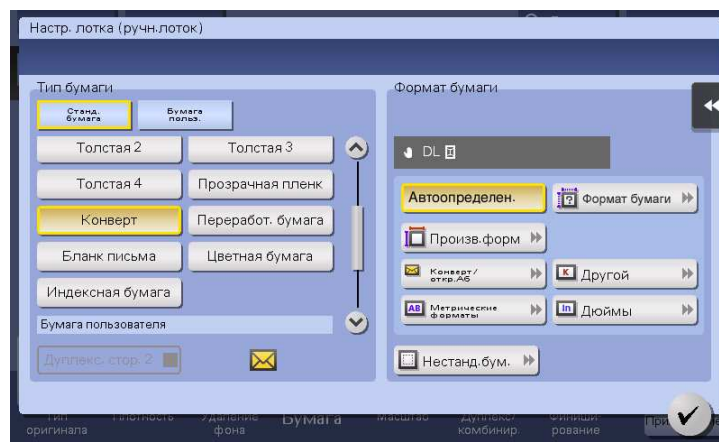 Настр. лотка (ручн.лоток)
Тип бумаги
Формат бумаги
Станд. бумага
Бумага польз.
Толстая 2
Толстая 3
DL
Толстая 4
Прозрачная пленк
Автоопределен.
Формат бумаги
Конверт
Переработ. бумага
Произв.форм
Бланк письма
Цветная бумага
Конверт/ откр.A6
Другой
Индексная бумага
Метрические форматы
Дюймы
Бумага пользователя
Дуплекс. стор. 2
Нестанд.бум.
Тип оригинала
Плотность
Удаление фона
Бумага
Масштаб
Дуплекс/ комбинир.
Финиши рование